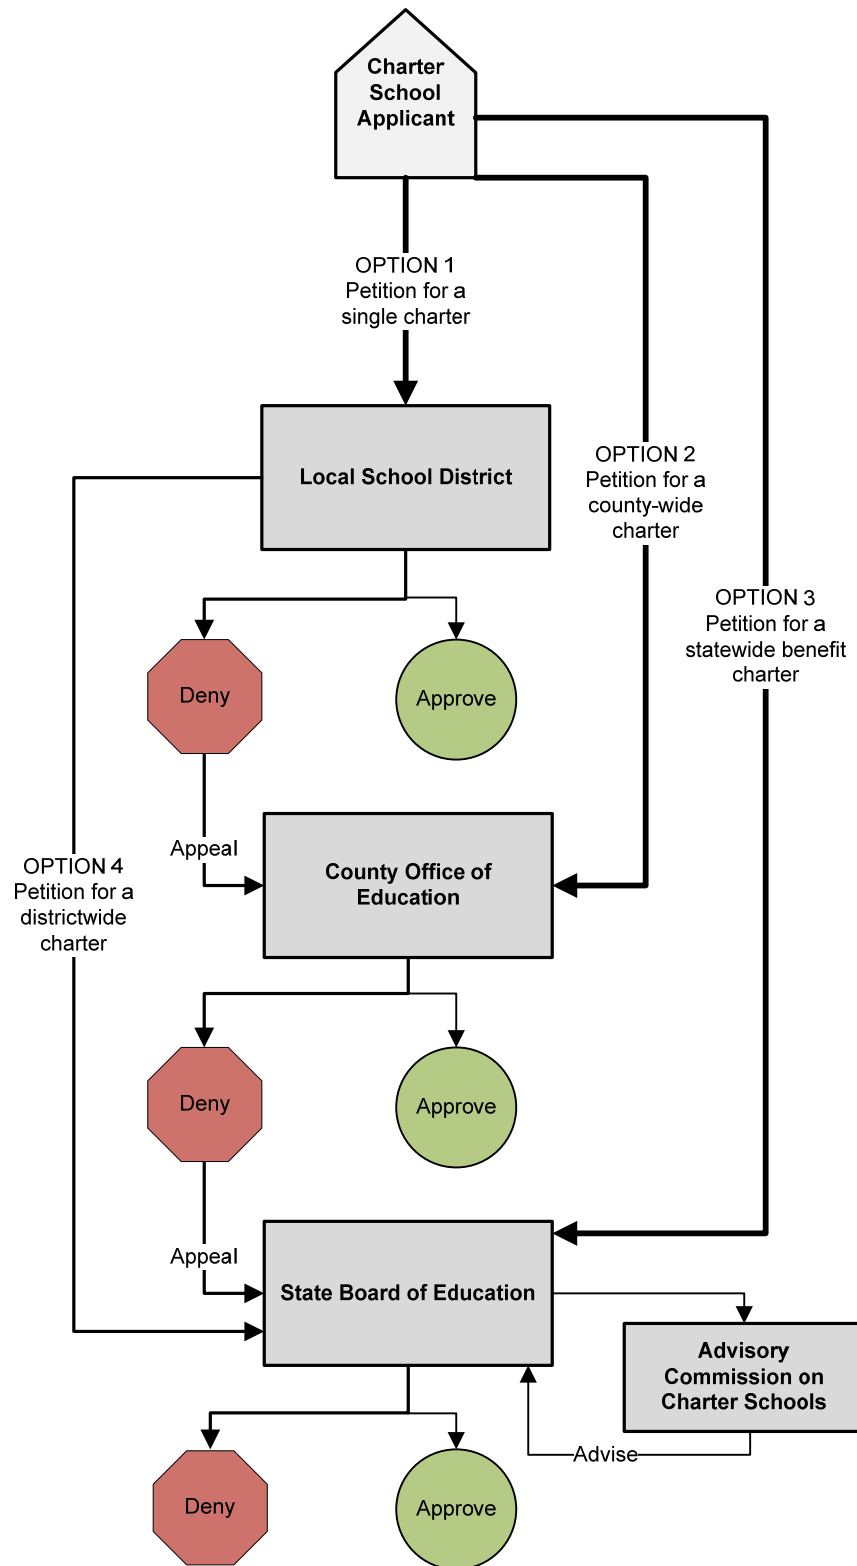 Charter
School
Applicant
OPTION 1
Petition for a
single charter
Local School District
OPTION 2
Petition for a
county-wide
charter
OPTION 3
Petition for a
statewide benefit
charter
Deny
Approve
Appeal
County Office of
Education
OPTION 4
Petition for a
districtwide
charter
Deny
Approve
Appeal
State Board of Education
Advisory
Commission on
Charter Schools
Advise
Deny
Approve